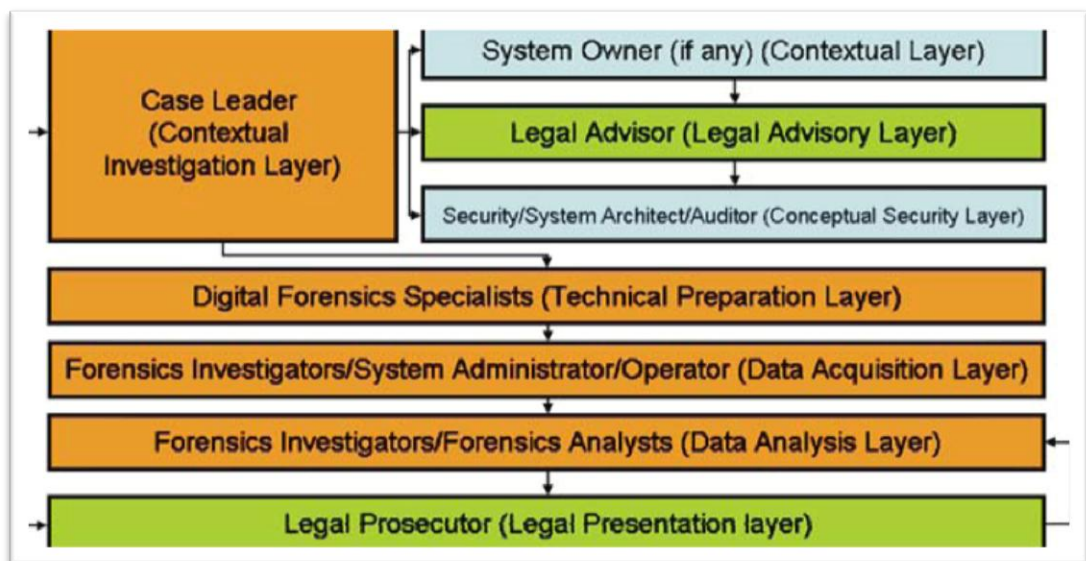 Case Leader
(Contextual
Investigation Layer)
System Owner (if any) (Contextual Layer)
Legal Advisor (Legal Advisory Layer)
Security/System Architect/Auditor (Conceptual Security Layer)
Digital Forensics Specialists (Technical Preparation Layer)
Forensics Investigators/System Administrator/Operator (Data Acquisition Layer)
Forensics Investigators/Forensics Analysts (Data Analysis Layer)
Legal Prosecutor (Legal Presentation layer)